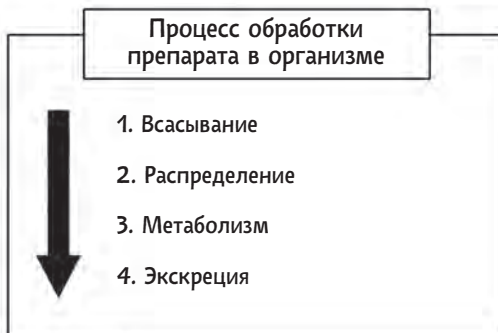 Процесс обработки
препарата в организме
1. Всасывание
2. Распределение
3. Метаболизм
4. Экскреция